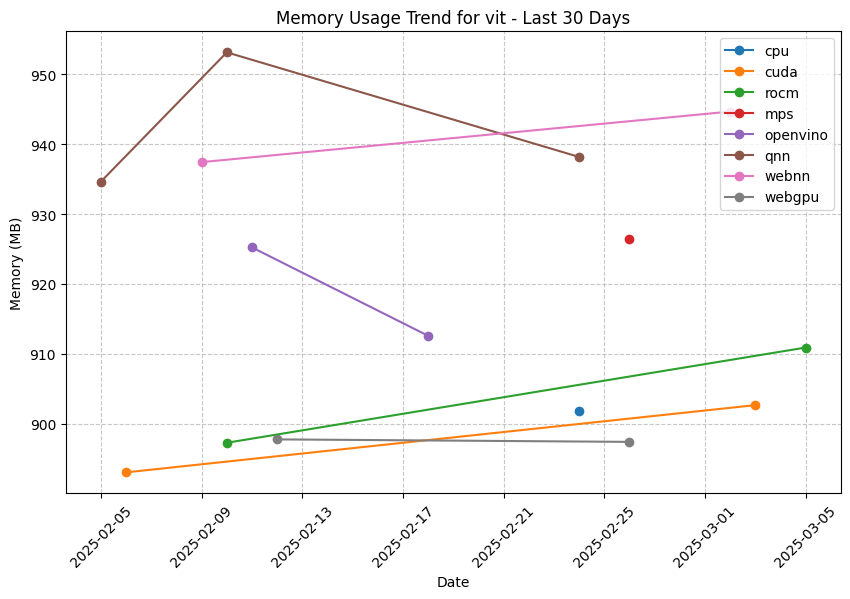 Memory Usage Trend for vit - Last 30 Days
cpu
cuda
rocm
mps
openvino
qnn
webnn
webgpu
950
940
930
920
910
900
Memory (MB)
2025-02-05
2025-02-09
2025-02-13
2025-02-17
2025-02-21
2025-02-25
2025-03-01
2025-03-05
Date